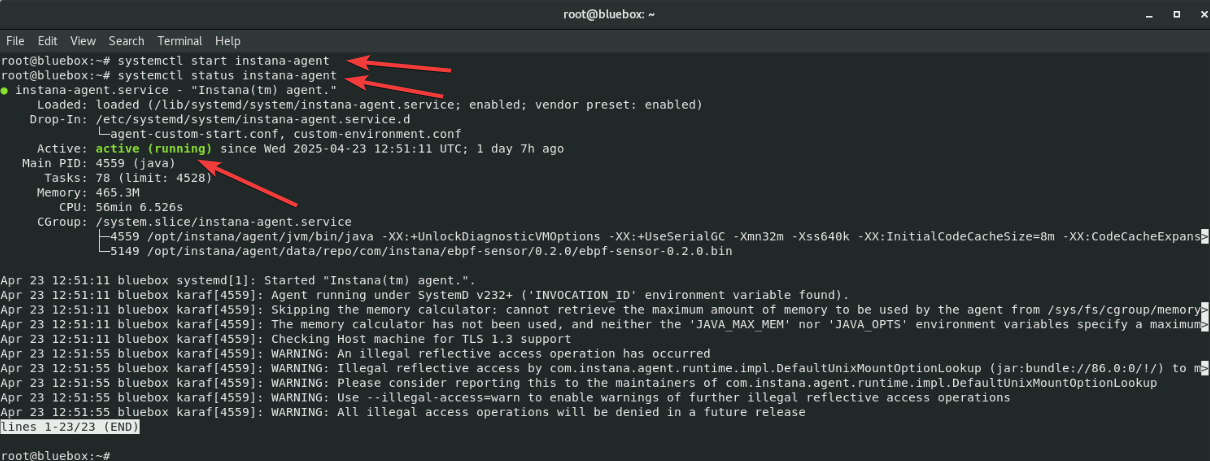 root@bluebox: ~
File Edit View Search Terminal Help
root@bluebox:~# systemctl start instana-agent
root@bluebox:~# systemctl status instana-agent
● instana-agent.service - "Instana(tm) agent."
Loaded: loaded (/lib/systemd/system/instana-agent.service; enabled; vendor preset: enabled)
Drop-In: /etc/systemd/system/instana-agent.service.d
└─agent-custom-start.conf, custom-environment.conf
Active: active (running) since Wed 2025-04-23 12:51:11 UTC; 1 day 7h ago
Main PID: 4559 (java)
Tasks: 78 (limit: 4528)
Memory: 465.3M
CPU: 56min 6.526s
CGroup: /system.slice/instana-agent.service
├─4559 /opt/instana/agent/jvm/bin/java -XX:+UnlockDiagnosticVMOptions -XX:+UseSerialGC -Xmn32m -Xss640k -XX:InitialCodeCacheSize=8m -XX:CodeCacheExpans>
└─5149 /opt/instana/agent/data/repo/com/instana/ebpf-sensor/0.2.0/ebpf-sensor-0.2.0.bin
Apr 23 12:51:11 bluebox systemd[1]: Started "Instana(tm) agent.".
Apr 23 12:51:11 bluebox karaf[4559]: Agent running under SystemD v232+ ('INVOCATION_ID' environment variable found).
Apr 23 12:51:11 bluebox karaf[4559]: Skipping the memory calculator: cannot retrieve the maximum amount of memory to be used by the agent from /sys/fs/cgroup/memory>
Apr 23 12:51:11 bluebox karaf[4559]: The memory calculator has not been used, and neither the 'JAVA_MAX_MEM' nor 'JAVA_OPTS' environment variables specify a maximum>
Apr 23 12:51:11 bluebox karaf[4559]: Checking Host machine for TLS 1.3 support
Apr 23 12:51:55 bluebox karaf[4559]: WARNING: An illegal reflective access operation has occurred
Apr 23 12:51:55 bluebox karaf[4559]: WARNING: Illegal reflective access by com.instana.agent.runtime.impl.DefaultUnixMountOptionLookup (jar:bundle://86.0:0/!/) to m>
Apr 23 12:51:55 bluebox karaf[4559]: WARNING: Please consider reporting this to the maintainers of com.instana.agent.runtime.impl.DefaultUnixMountOptionLookup
Apr 23 12:51:55 bluebox karaf[4559]: WARNING: Use --illegal-access=warn to enable warnings of further illegal reflective access operations
Apr 23 12:51:55 bluebox karaf[4559]: WARNING: All illegal access operations will be denied in a future release
lines 1-23/23 (END)
root@bluebox:~#